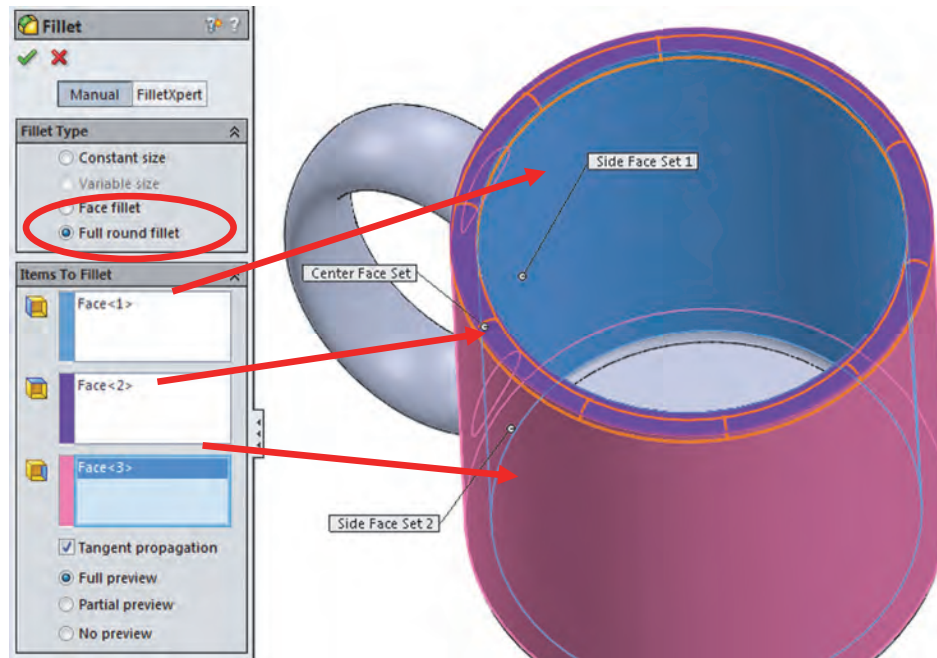 Fillet
?
Manual FilletXpert
Fillet Type
Constant size
Variable size
Face fillet
Full round fillet
Items To Fillet
Face<1>
Face<2>
Face<3>
Tangent propagation
Full preview
Partial preview
No preview
Side Face Set 1
Center Face Set
Side Face Set 2